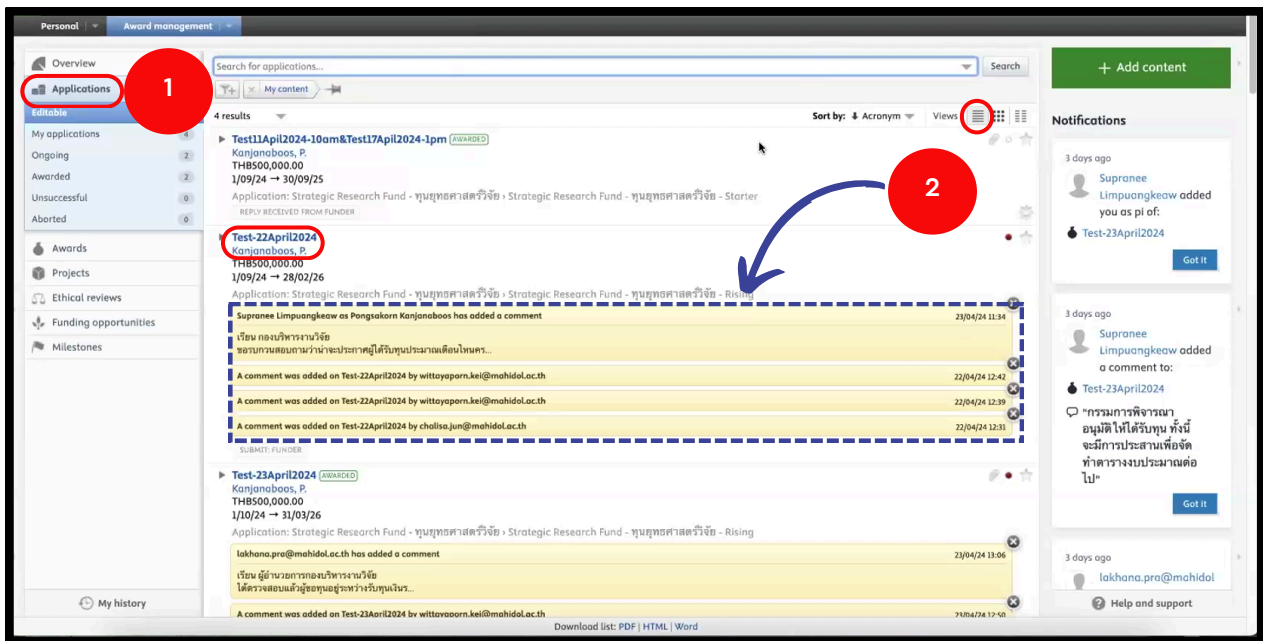 Personal
Award management
Overview
Applications
1
Editable
My applications 4
Ongoing 2
Awarded 2
Unsuccessful 0
Aborted 0
Awards
Projects
Ethical reviews
Funding opportunities
Milestones
My history
Search for applications...
Search
My content
4 results
Sort by: Acronym
Views
Test11Apil2024-10am&Test17Apil2024-1pm AWARDED
Kanjanaboos, P.
THB500,000.00
1/09/24 → 30/09/25
Application: Strategic Research Fund - ทุนยุทธศาสตร์วิจัย › Strategic Research Fund - ทุนยุทธศาสตร์วิจัย - Starter
REPLY RECEIVED FROM FUNDER
2
Test-22April2024
Kanjanaboos, P.
THB500,000.00
1/09/24 → 28/02/26
Application: Strategic Research Fund - ทุนยุทธศาสตร์วิจัย › Strategic Research Fund - ทุนยุทธศาสตร์วิจัย - Rising
Supranee Limpuangkeaw as Pongsakorn Kanjanaboos has added a comment 23/04/24 11:34
เรียน กองบริหารงานวิจัย
ขอรบกวนสอบถามว่าน่าจะประกาศผู้ได้รับทุนประมาณเดือนไหนคร...
A comment was added on Test-22April2024 by wittayaporn.kei@mahidol.ac.th 22/04/24 12:42
A comment was added on Test-22April2024 by wittayaporn.kei@mahidol.ac.th 22/04/24 12:39
A comment was added on Test-22April2024 by chalisa.jun@mahidol.ac.th 22/04/24 12:31
SUBMIT: FUNDER
Test-23April2024 AWARDED
Kanjanaboos, P.
THB500,000.00
1/10/24 → 31/03/26
Application: Strategic Research Fund - ทุนยุทธศาสตร์วิจัย › Strategic Research Fund - ทุนยุทธศาสตร์วิจัย - Rising
lakhana.pra@mahidol.ac.th has added a comment 23/04/24 13:06
เรียน ผู้อำนวยการกองบริหารงานวิจัย
ได้ตรวจสอบแล้วผู้ขอทุนอยู่ระหว่างรับทุนเงินร...
A comment was added on Test-23April2024 by wittayaporn.kei@mahidol.ac.th 23/04/24 12:50
Download list: PDF | HTML | Word
+ Add content
Notifications
3 days ago
Supranee
Limpuangkeaw added
you as pi of:
Test-23April2024
Got it
3 days ago
Supranee
Limpuangkeaw added
a comment to:
Test-23April2024
"กรรมการพิจารณา
อนุมัติให้ได้รับทุน ทั้งนี้
จะมีการประสานเพื่อจัด
ทำตารางงบประมาณต่อ
ไป"
Got it
3 days ago
lakhana.pra@mahidol
Help and support